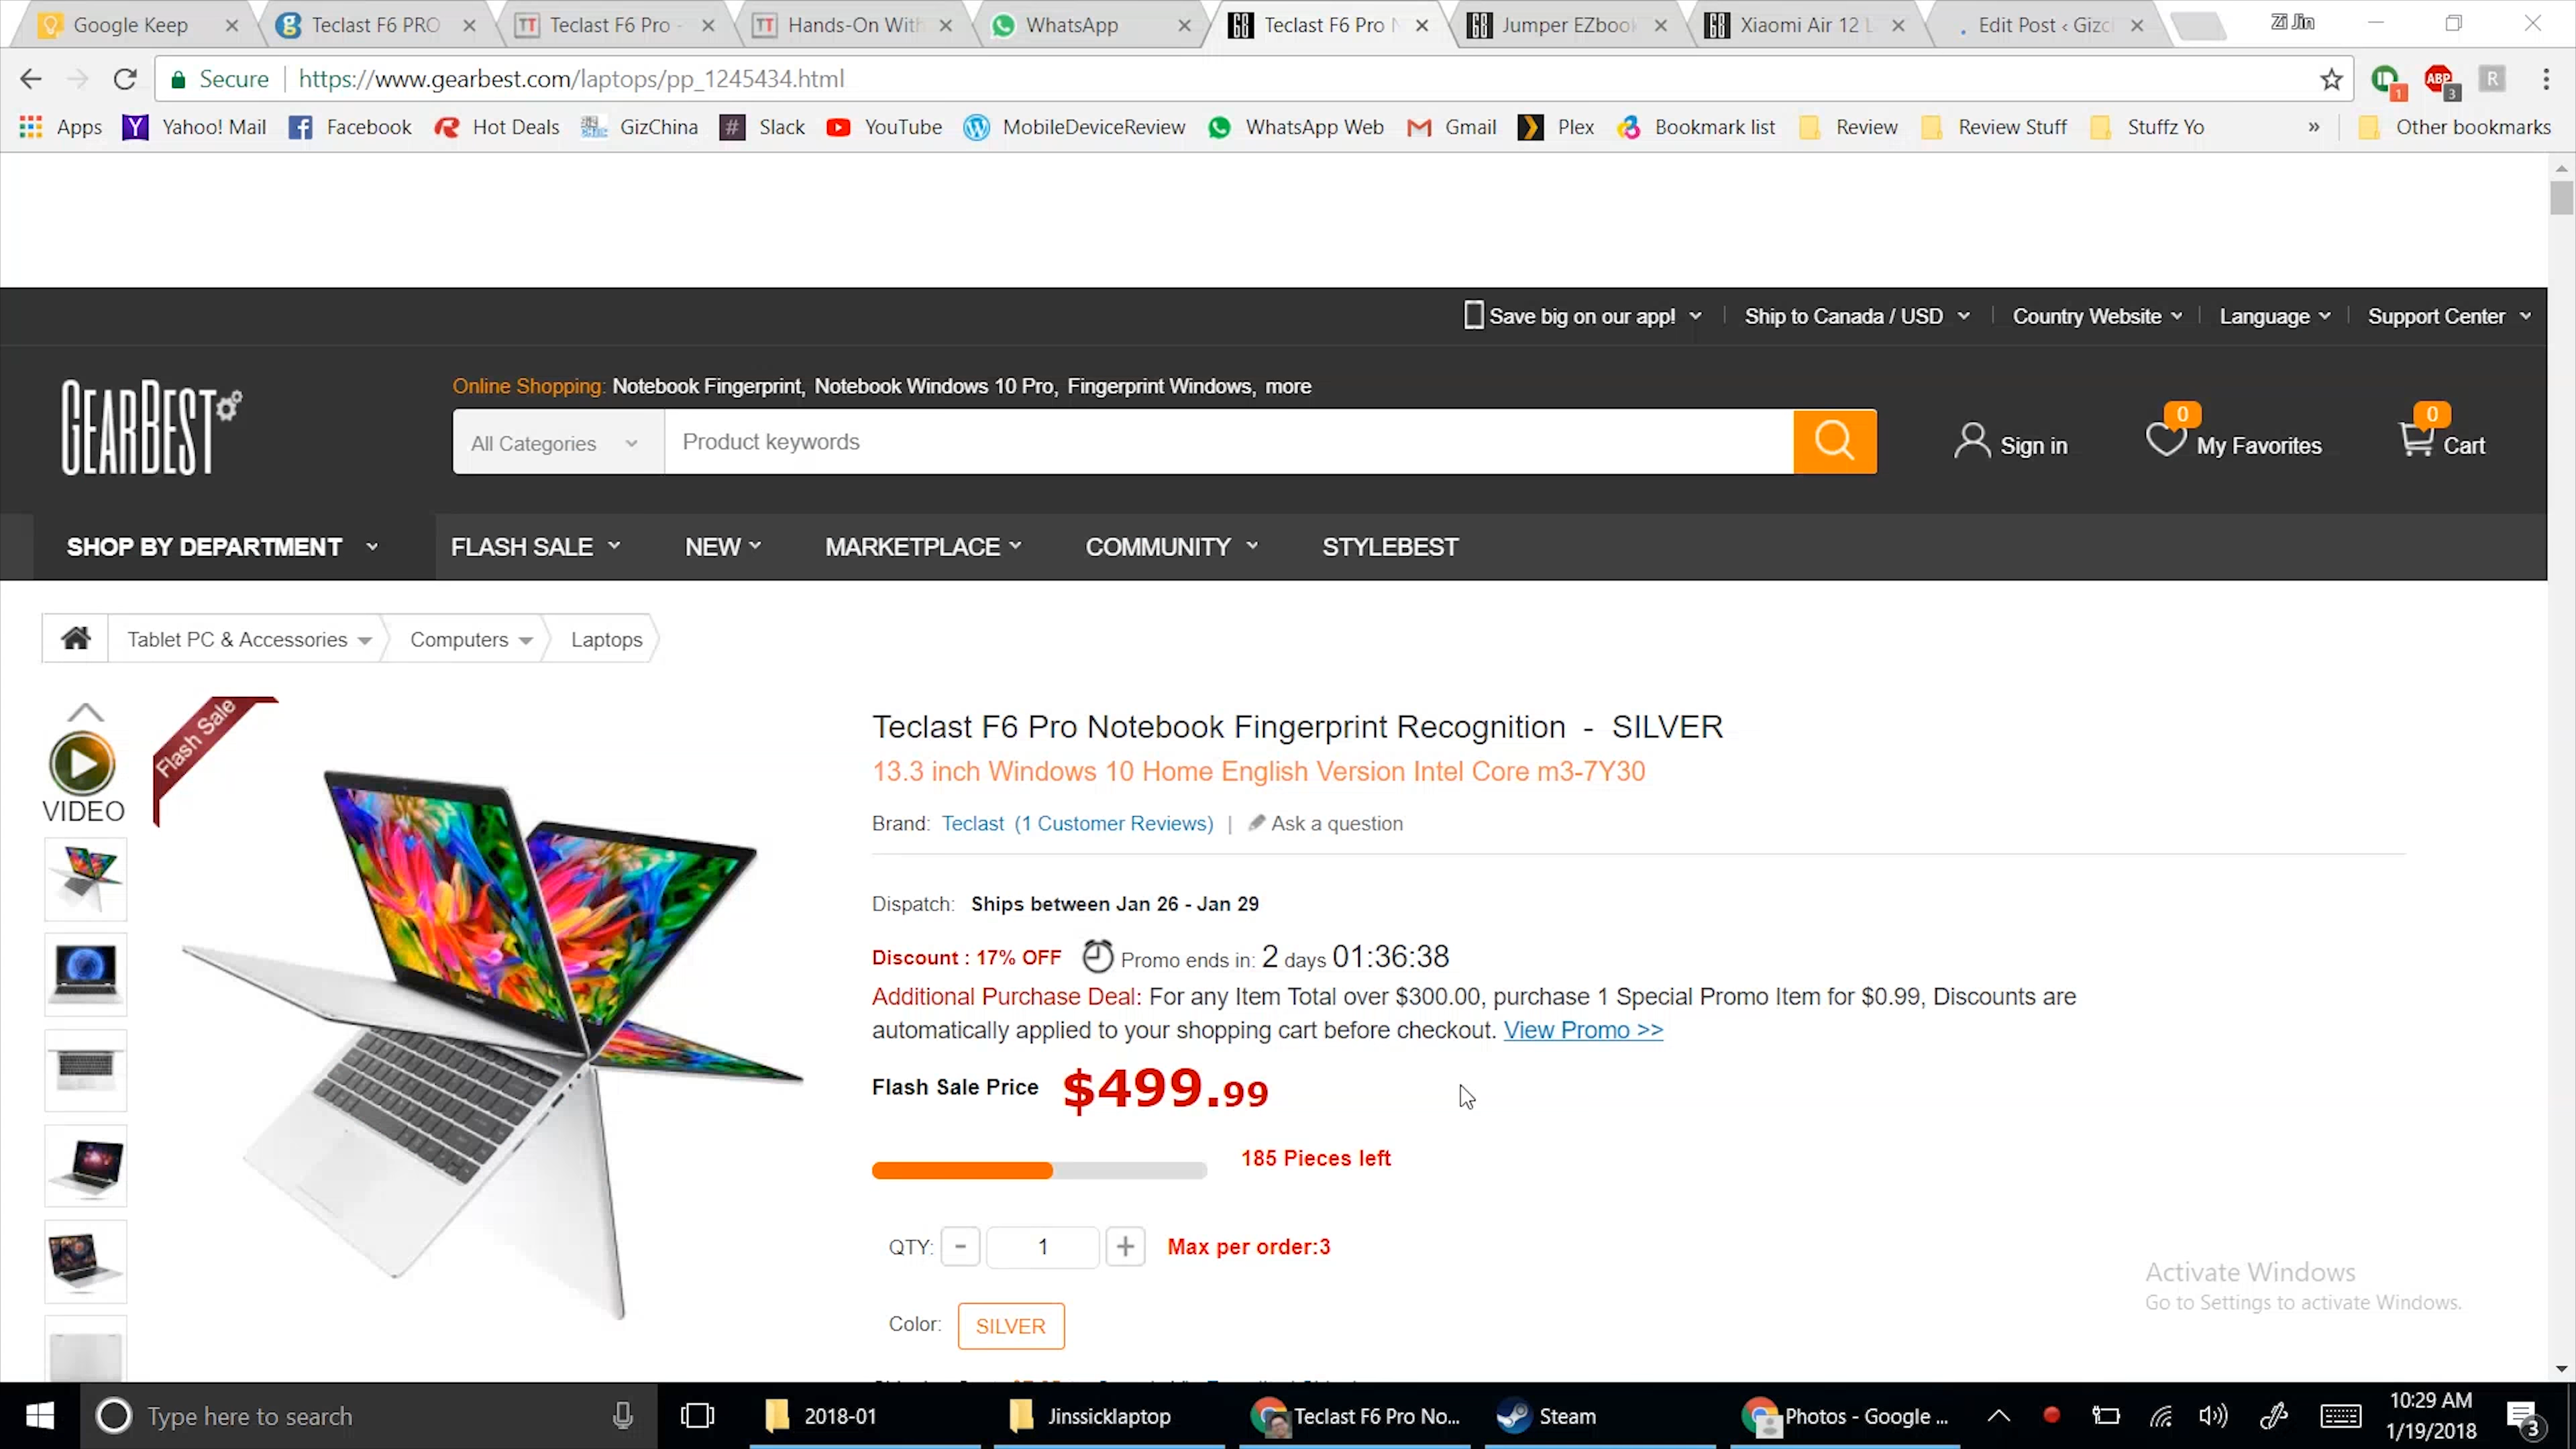 Google Keep
Teclast F6 PRO
Teclast F6 Pro -
Hands-On With
WhatsApp
Teclast F6 Pro N
Jumper EZbook
Xiaomi Air 12 L
Edit Post ‹ Gizc
Zi Jin
Secure
https://www.gearbest.com/laptops/pp_1245434.html
1
ABP
3
R
Apps
Yahoo! Mail
Facebook
Hot Deals
GizChina
Slack
YouTube
MobileDeviceReview
WhatsApp Web
Gmail
Plex
Bookmark list
Review
Review Stuff
Stuffz Yo
»
Other bookmarks
Save big on our app!
Ship to Canada / USD
Country Website
Language
Support Center
GEARBEST
Online Shopping: Notebook Fingerprint, Notebook Windows 10 Pro, Fingerprint Windows, more
All Categories
Product keywords
Sign in
0
My Favorites
0
Cart
SHOP BY DEPARTMENT
FLASH SALE
NEW
MARKETPLACE
COMMUNITY
STYLEBEST
Tablet PC & Accessories
Computers
Laptops
VIDEO
Flash Sale
Teclast F6 Pro Notebook Fingerprint Recognition - SILVER
13.3 inch Windows 10 Home English Version Intel Core m3-7Y30
Brand: Teclast (1 Customer Reviews) | Ask a question
Dispatch: Ships between Jan 26 - Jan 29
Discount : 17% OFF Promo ends in: 2 days 01:36:38
Additional Purchase Deal: For any Item Total over $300.00, purchase 1 Special Promo Item for $0.99, Discounts are
automatically applied to your shopping cart before checkout. View Promo >>
Flash Sale Price $499.99
185 Pieces left
QTY: - 1 + Max per order:3
Color: SILVER
Activate Windows
Go to Settings to activate Windows.
Type here to search
2018-01
Jinssicklaptop
Teclast F6 Pro No...
Steam
Photos - Google ...
10:29 AM
1/19/2018
3